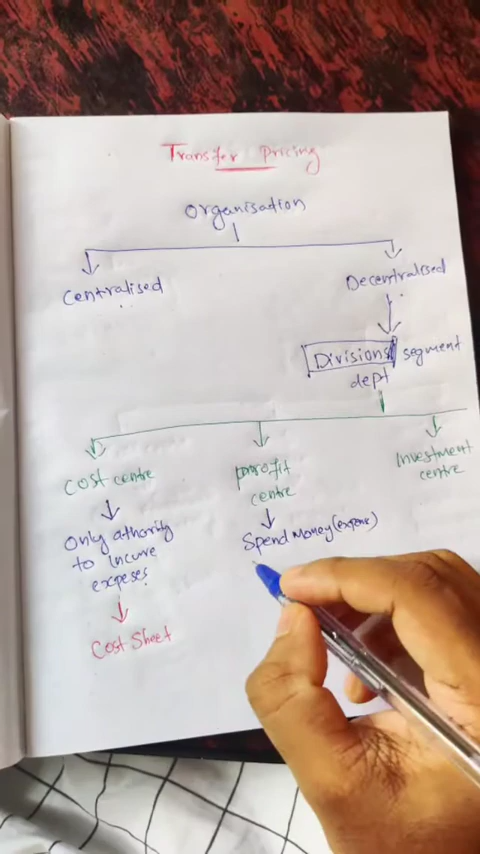 Transfer Pricing
Organisation
Centralised
Decentralised
Divisions segment
dept
Cost centre
Only authority
to incure
expeses
Cost Sheet
profit
centre
Spend Money (expense)
Investment
centre